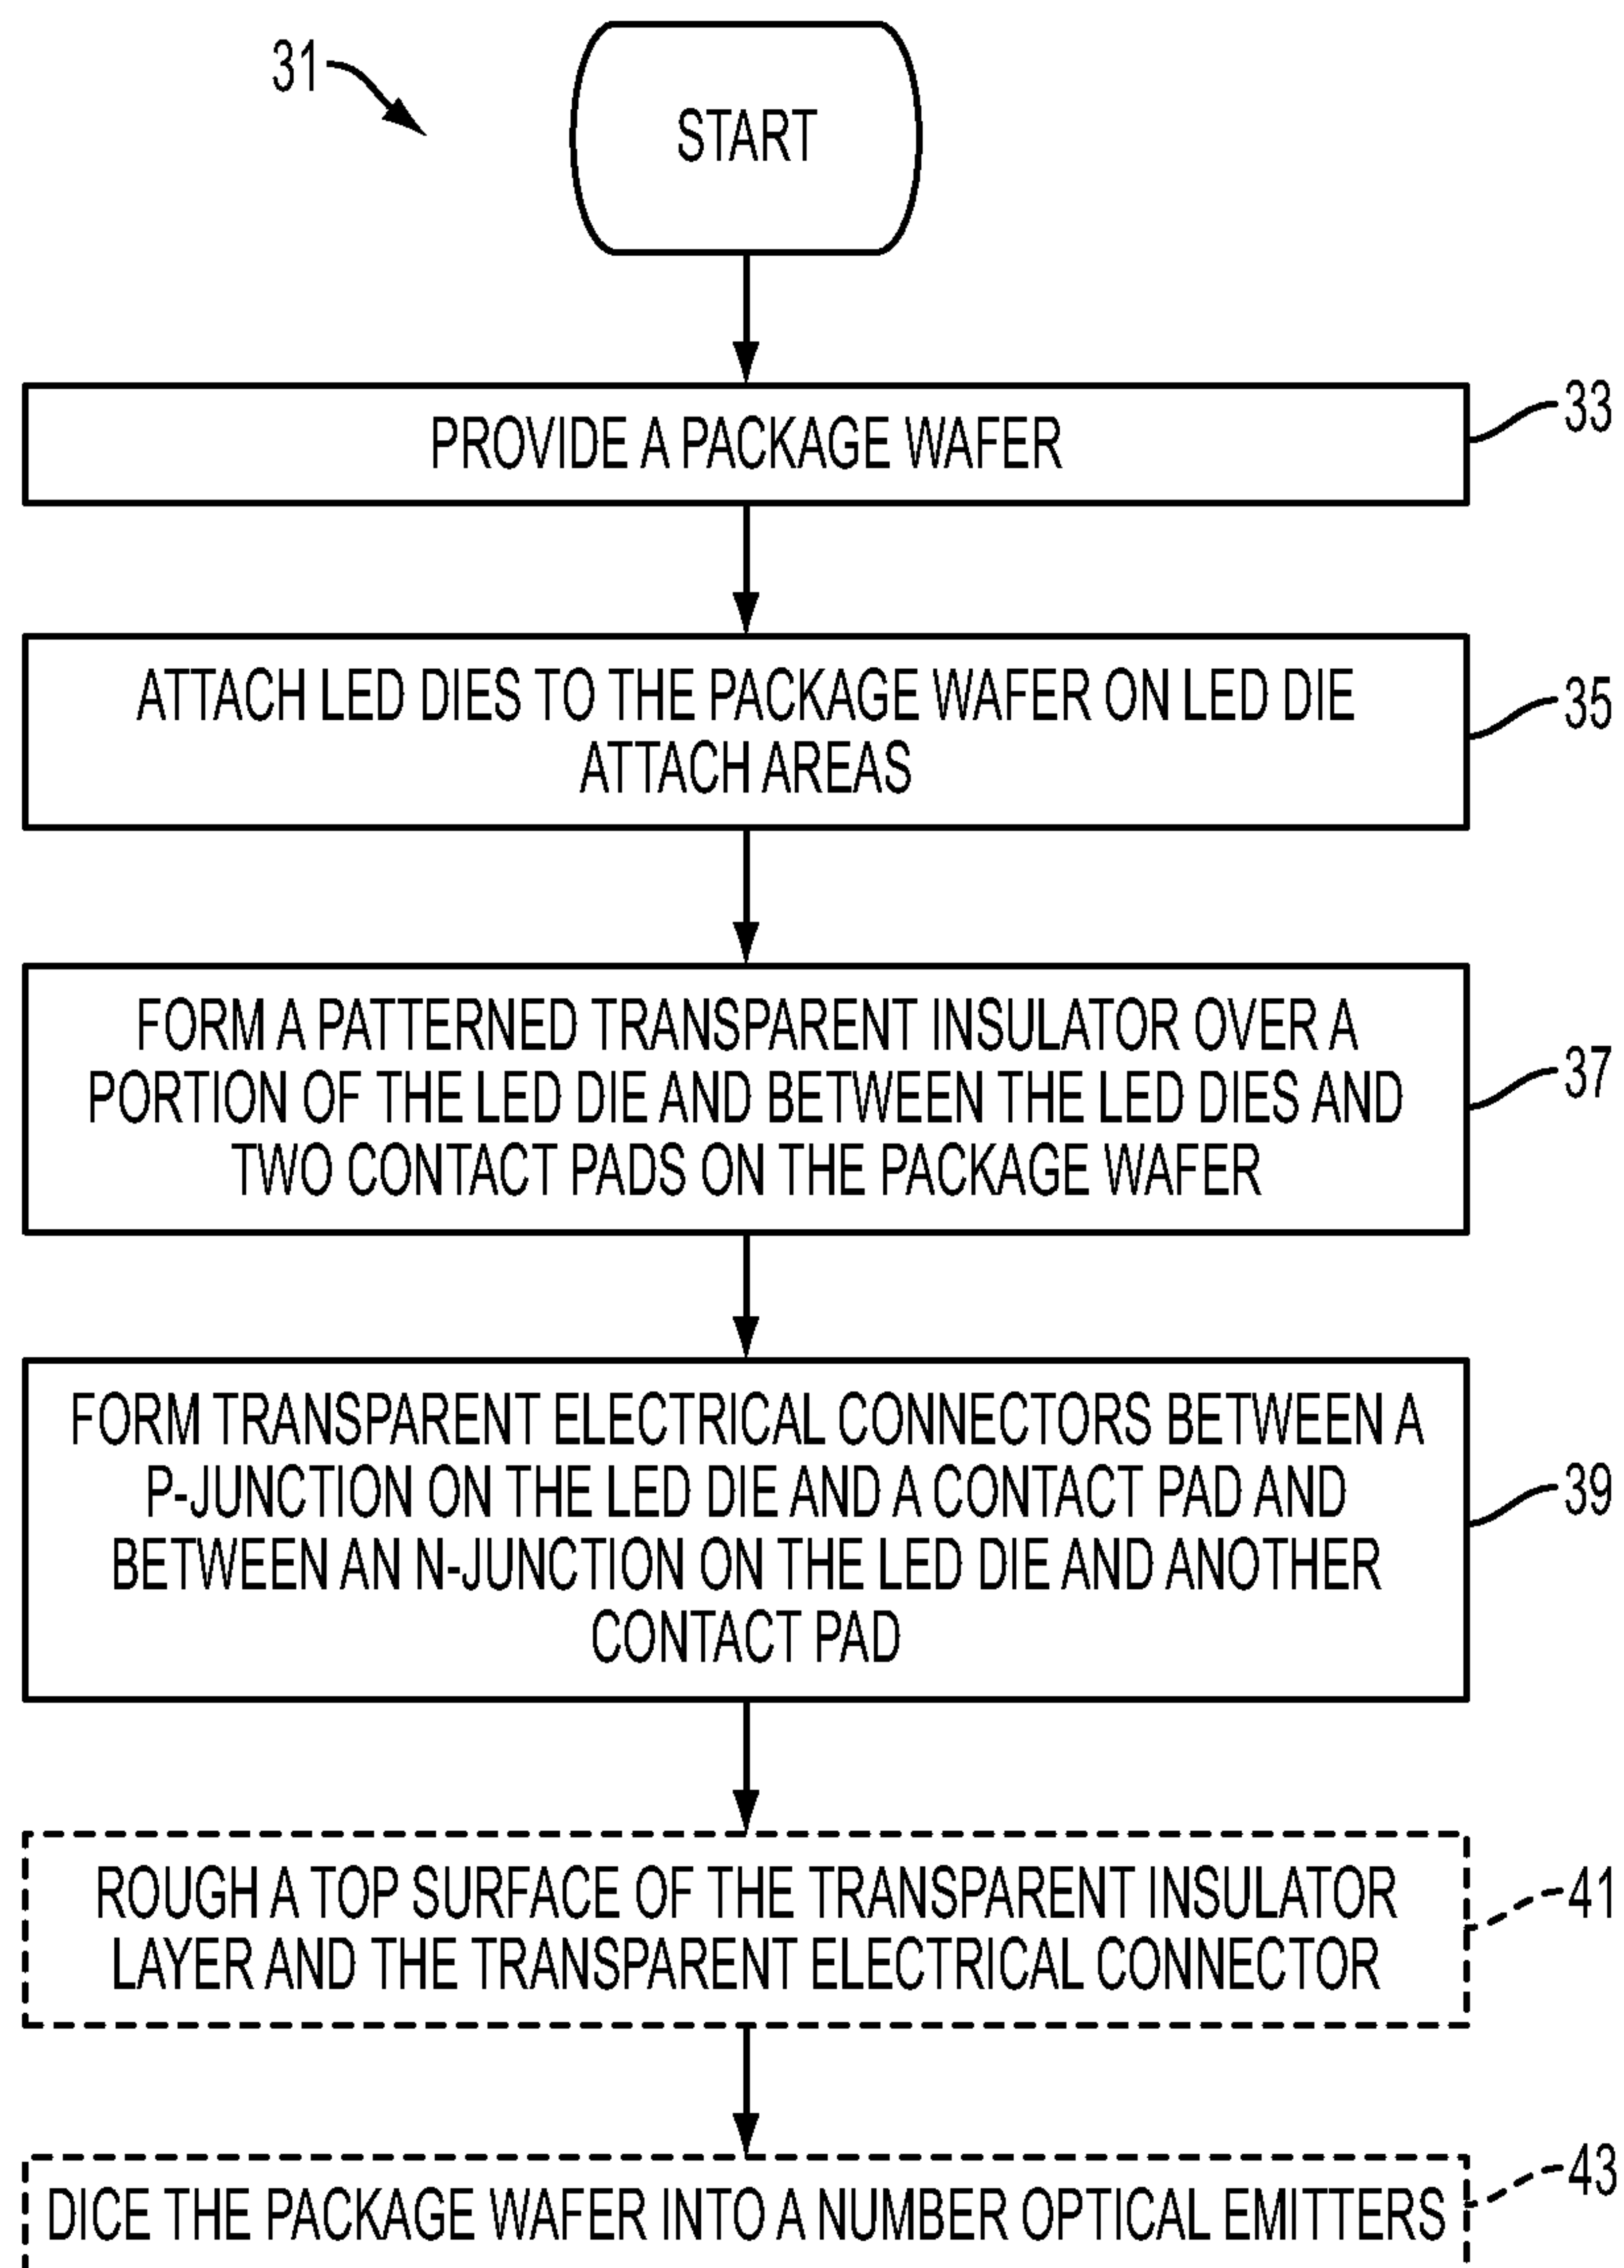 31
START
PROVIDE A PACKAGE WAFER
33
ATTACH LED DIES TO THE PACKAGE WAFER ON LED DIE
ATTACH AREAS
35
FORM A PATTERNED TRANSPARENT INSULATOR OVER A
PORTION OF THE LED DIE AND BETWEEN THE LED DIES AND
TWO CONTACT PADS ON THE PACKAGE WAFER
37
FORM TRANSPARENT ELECTRICAL CONNECTORS BETWEEN A
P-JUNCTION ON THE LED DIE AND A CONTACT PAD AND
BETWEEN AN N-JUNCTION ON THE LED DIE AND ANOTHER
CONTACT PAD
39
ROUGH A TOP SURFACE OF THE TRANSPARENT INSULATOR
LAYER AND THE TRANSPARENT ELECTRICAL CONNECTOR
41
DICE THE PACKAGE WAFER INTO A NUMBER OPTICAL EMITTERS
43